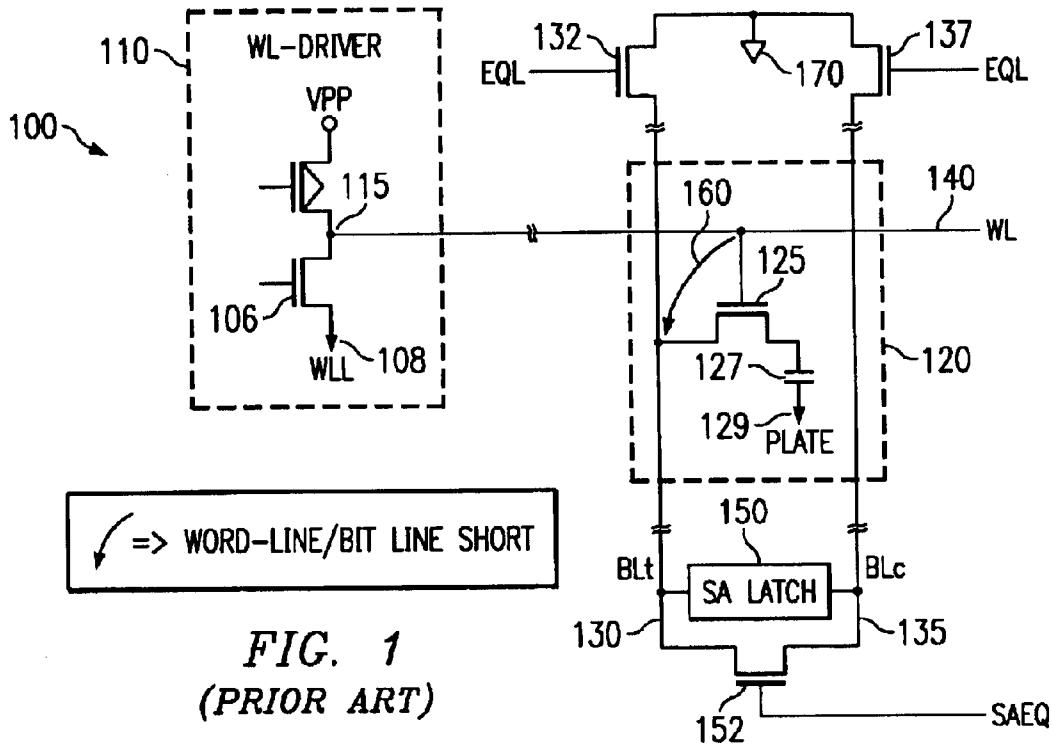 132
137
110
WL-DRIVER
EQL
170
EQL
VPP
100
160
140
115
WL
125
106
127
120
108
WLL
129
PLATE
150
=> WORD-LINE/BIT LINE SHORT
BLt
SA LATCH
BLc
130
135
FIG. 1
(PRIOR ART)
152
SAEQ